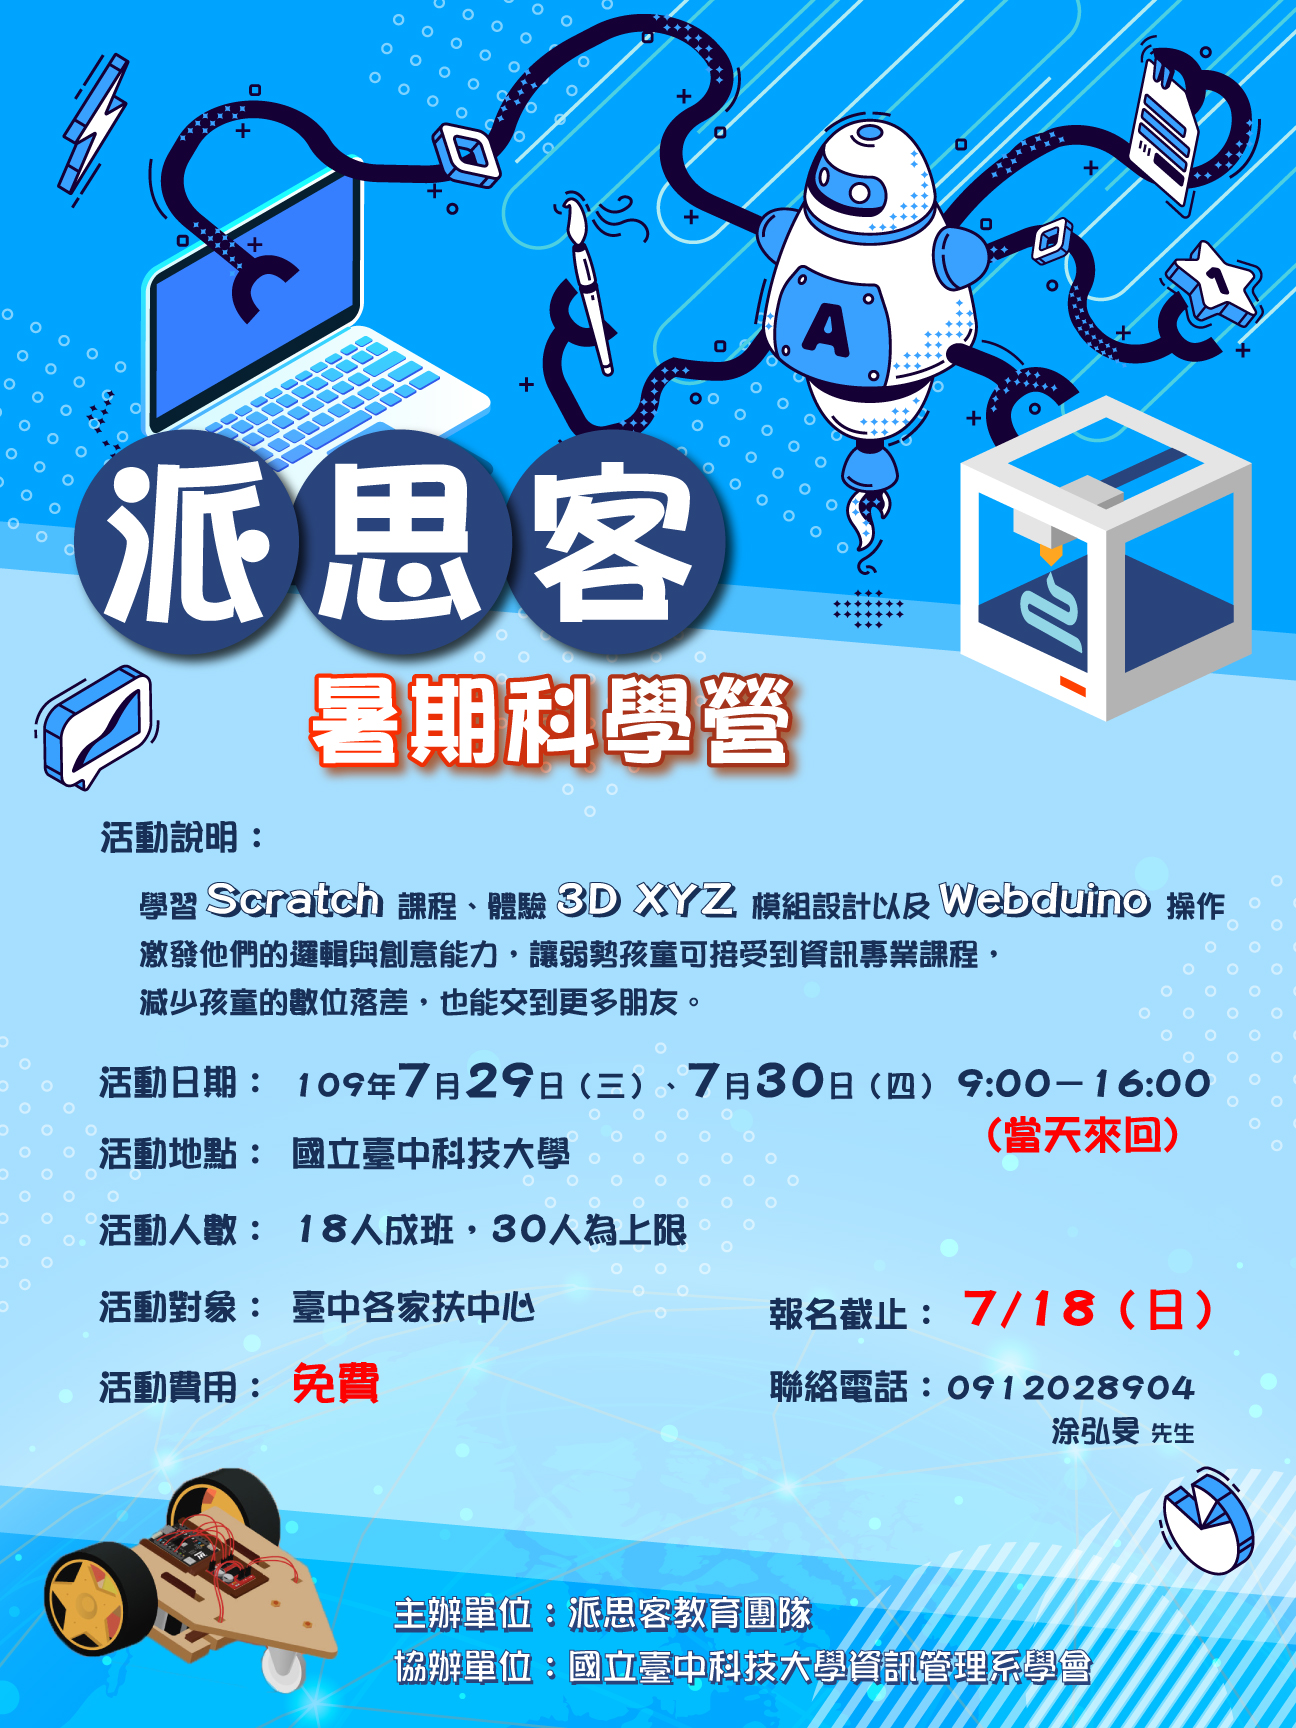 A
1
派思客
暑期科學營
活動說明：
學習 Scratch 課程、體驗 3D XYZ 模組設計以及 Webduino 操作
激發他們的邏輯與創意能力，讓弱勢孩童可接受到資訊專業課程，
減少孩童的數位落差，也能交到更多朋友。
活動日期： 109年7月29日（三）、7月30日（四） 9:00－16:00
（當天來回）
活動地點： 國立臺中科技大學
活動人數： 18人成班，30人為上限
活動對象： 臺中各家扶中心
報名截止： 7/18（日）
活動費用： 免費
聯絡電話：0912028904
涂弘旻 先生
主辦單位：派思客教育團隊
協辦單位：國立臺中科技大學資訊管理系學會